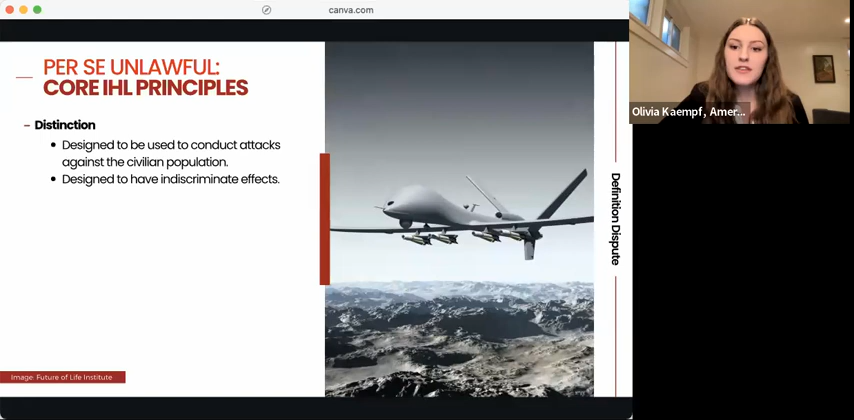 canva.com
PER SE UNLAWFUL:
CORE IHL PRINCIPLES
– Distinction
• Designed to be used to conduct attacks
against the civilian population.
• Designed to have indiscriminate effects.
Image: Future of Life Institute
Definition Dispute
Olivia Kaempf, Amer...